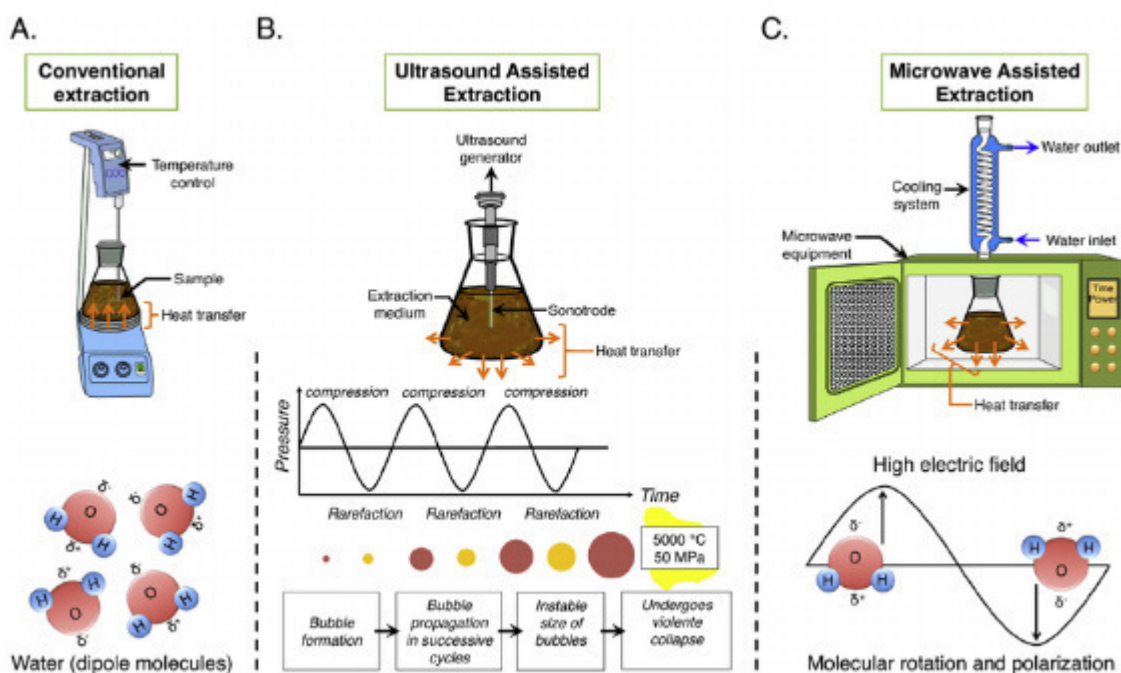 A.
Conventional
extraction
Temperature
control
Sample
Heat transfer
δ-
O
H
H
δ+
δ-
O
H
H
δ+
δ+
H
H
O
δ-
δ-
O
H
H
δ+
Water (dipole molecules)
B.
Ultrasound Assisted
Extraction
Ultrasound
generator
Extraction
medium
Sonotrode
Heat transfer
compression compression compression
Pressure
Time
Rarefaction Rarefaction Rarefaction
5000 °C
50 MPa
Bubble
formation
Bubble
propagation
in successive
cycles
Instable
size of
bubbles
Undergoes
violente
collapse
C.
Microwave Assisted
Extraction
Water outlet
Cooling
system
Water inlet
Microwave
equipment
Time
Power
Heat transfer
High electric field
δ-
O
H
H
δ+
δ+
H
H
O
δ-
Molecular rotation and polarization